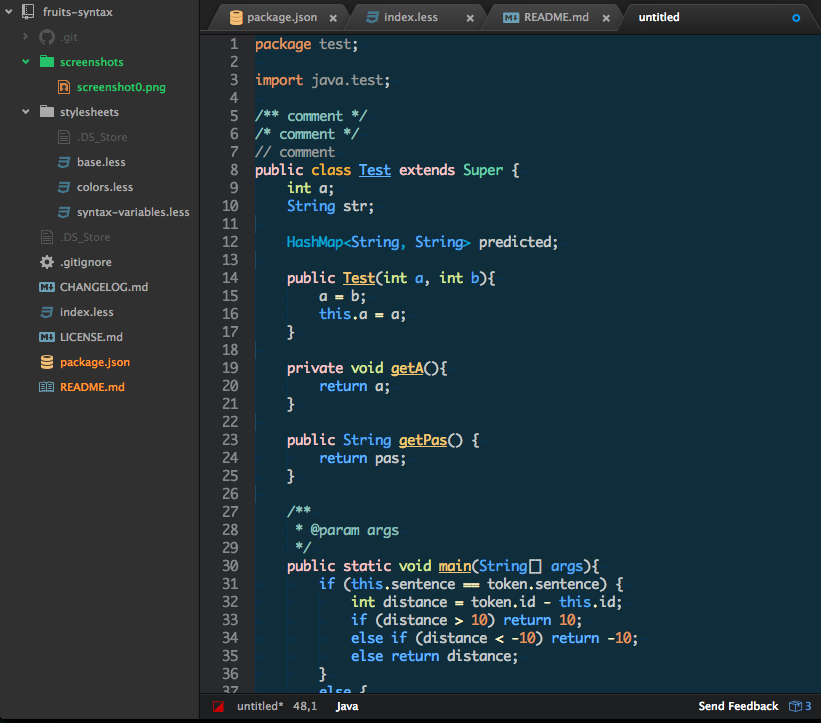 fruits-syntax
.git
screenshots
screenshot0.png
stylesheets
.DS_Store
base.less
colors.less
syntax-variables.less
.DS_Store
.gitignore
CHANGELOG.md
index.less
LICENSE.md
package.json
README.md
package.json × index.less × README.md × untitled
1 package test;
2
3 import java.test;
4
5 /** comment */
6 /* comment */
7 // comment
8 public class Test extends Super {
9 int a;
10 String str;
11
12 HashMap<String, String> predicted;
13
14 public Test(int a, int b){
15 a = b;
16 this.a = a;
17 }
18
19 private void getA(){
20 return a;
21 }
22
23 public String getPas() {
24 return pas;
25 }
26
27 /**
28 * @param args
29 */
30 public static void main(String[] args){
31 if (this.sentence == token.sentence) {
32 int distance = token.id - this.id;
33 if (distance > 10) return 10;
34 else if (distance < -10) return -10;
35 else return distance;
36 }
37 else {
untitled* 48,1 Java Send Feedback 3